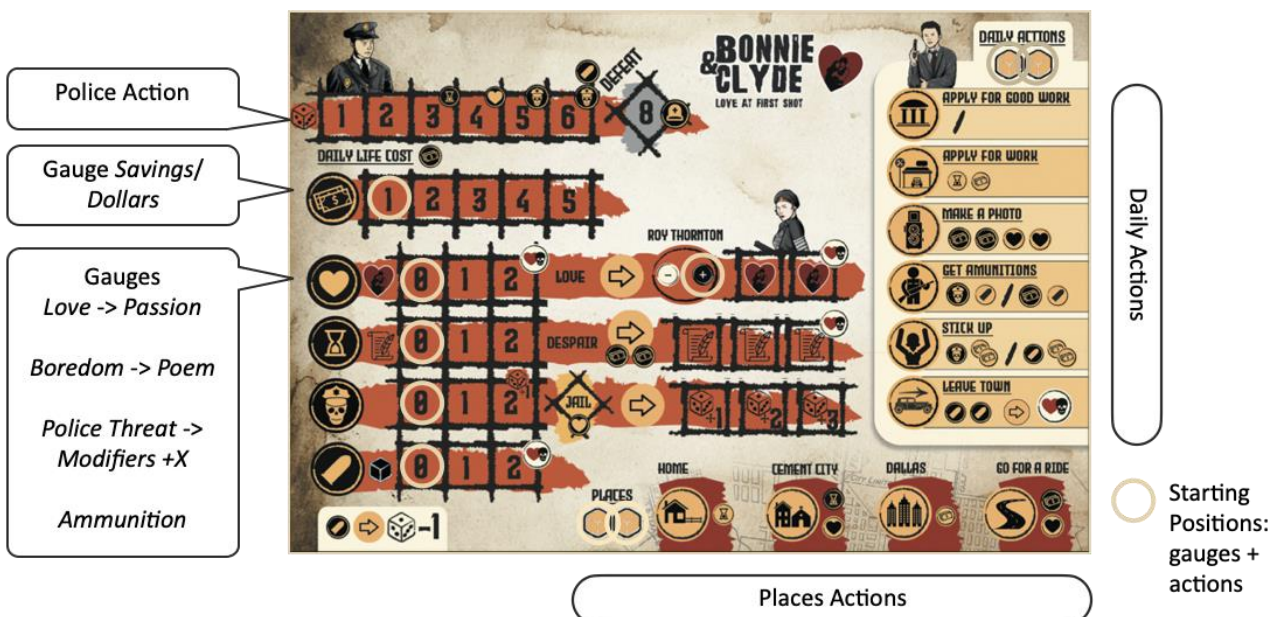 Police Action
Gauge Savings/
Dollars
Gauges
Love -> Passion
Boredom -> Poem
Police Threat ->
Modifiers +X
Ammunition
BONNIE
& CLYDE
LOVE AT FIRST SHOT
DEFEAT
1 2 3 4 5 6 8
DAILY LIFE COST
$ 1 2 3 4 5
ROY THORNTON
0 1 2 LOVE - +
0 1 2 DESPAIR
0 1 2 -1 JAIL +1 +2 +3
0 1 2
-1
PLACES
HOME
CEMENT CITY
DALLAS
GO FOR A RIDE
DAILY ACTIONS
APPLY FOR GOOD WORK
/
APPLY FOR WORK
MAKE A PHOTO
GET AMUNITIONS
/
STICK UP
/
LEAVE TOWN
Daily Actions
Places Actions
Starting
Positions:
gauges +
actions